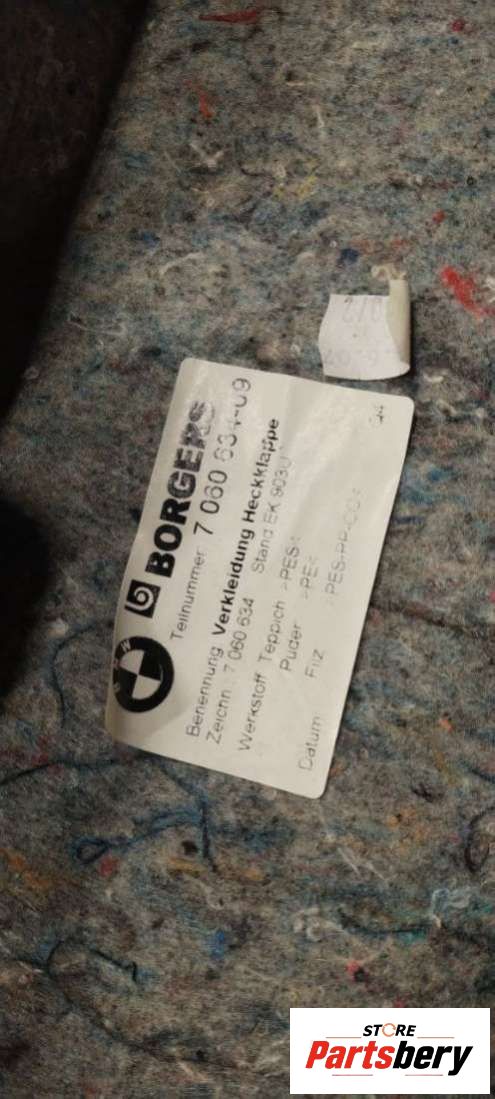 BORGERS
Teilnummer: 7 060 634-09
Benennung Verkleidung Heckklappe
Zeichn.: 7 060 634 Stand EK 9030
Werkstoff Teppich >PES<
Puder >PE<
Filz >PES-PP-CO<
Datum
STORE
Partsbery